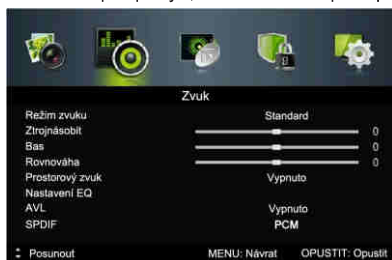 Zvuk
Režim zvuku Standard
Ztrojnásobit 0
Bas 0
Rovnováha 0
Prostorový zvuk Vypnuto
Nastavení EQ
AVL Vypnuto
SPDIF PCM
Posunout MENU: Návrat OPUSTIT: Opustit